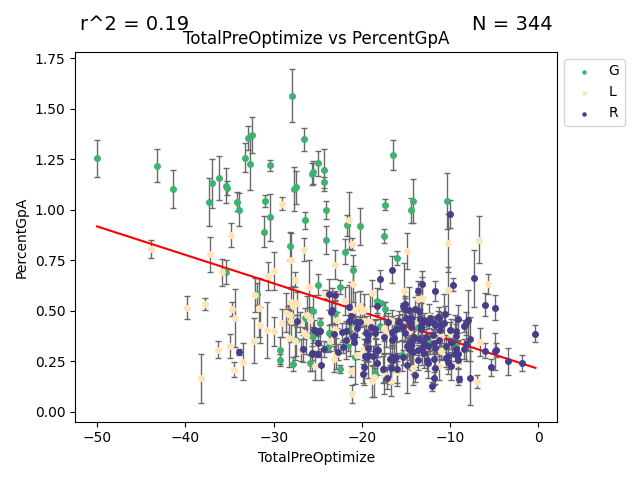 r^2 = 0.19 N = 344
TotalPreOptimize vs PercentGpA
1.75
1.50
1.25
1.00
0.75
0.50
0.25
0.00
PercentGpA
−50 −40 −30 −20 −10 0
TotalPreOptimize
G
L
R